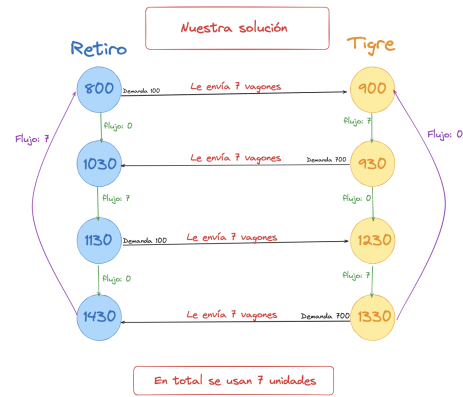 Nuestra solución
Retiro
Tigre
800
Demanda 100
Le envía 7 vagones
900
flujo: 0
flujo: 7
Flujo: 7
Flujo: 0
1030
Le envía 7 vagones
Demanda 700
930
flujo: 7
flujo: 0
1130
Demanda 100
Le envía 7 vagones
1230
flujo: 0
flujo: 7
1430
Le envía 7 vagones
Demanda 700
1330
En total se usan 7 unidades